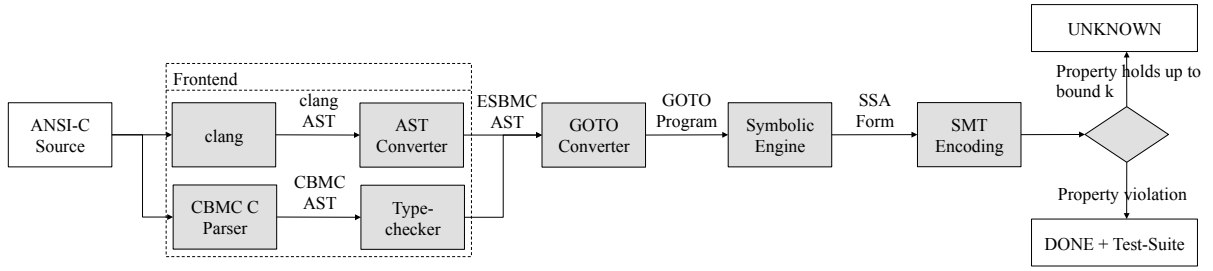 UNKNOWN
Property holds up to
bound k
Frontend
ANSI-C
Source
clang
clang
AST
AST
Converter
ESBMC
AST
GOTO
Converter
GOTO
Program
Symbolic
Engine
SSA
Form
SMT
Encoding
CBMC C
Parser
CBMC
AST
Type-
checker
Property violation
DONE + Test-Suite